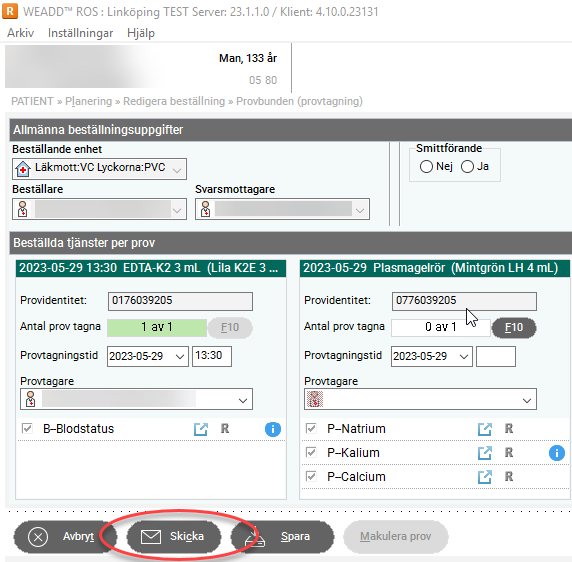 R WEADD™ ROS : Linköping TEST Server: 23.1.1.0 / Klient: 4.10.0.23131
Arkiv Inställningar Hjälp
Man, 133 år
05 80
PATIENT » Planering » Redigera beställning » Provbunden (provtagning)
Allmänna beställningsuppgifter
Beställande enhet
Läkmott:VC Lyckorna:PVC
Beställare
Svarsmottagare
Smittförande
Nej Ja
Beställda tjänster per prov
2023-05-29 13:30 EDTA-K2 3 mL (Lila K2E 3 ...
Providentitet: 0176039205
Antal prov tagna 1 av 1 F10
Provtagningstid 2023-05-29 13:30
Provtagare
B–Blodstatus R
2023-05-29 Plasmagelrör (Mintgrön LH 4 mL)
Providentitet: 0776039205
Antal prov tagna 0 av 1 F10
Provtagningstid 2023-05-29
Provtagare
P–Natrium R
P–Kalium R
P–Calcium R
Avbryt Skicka Spara Makulera prov